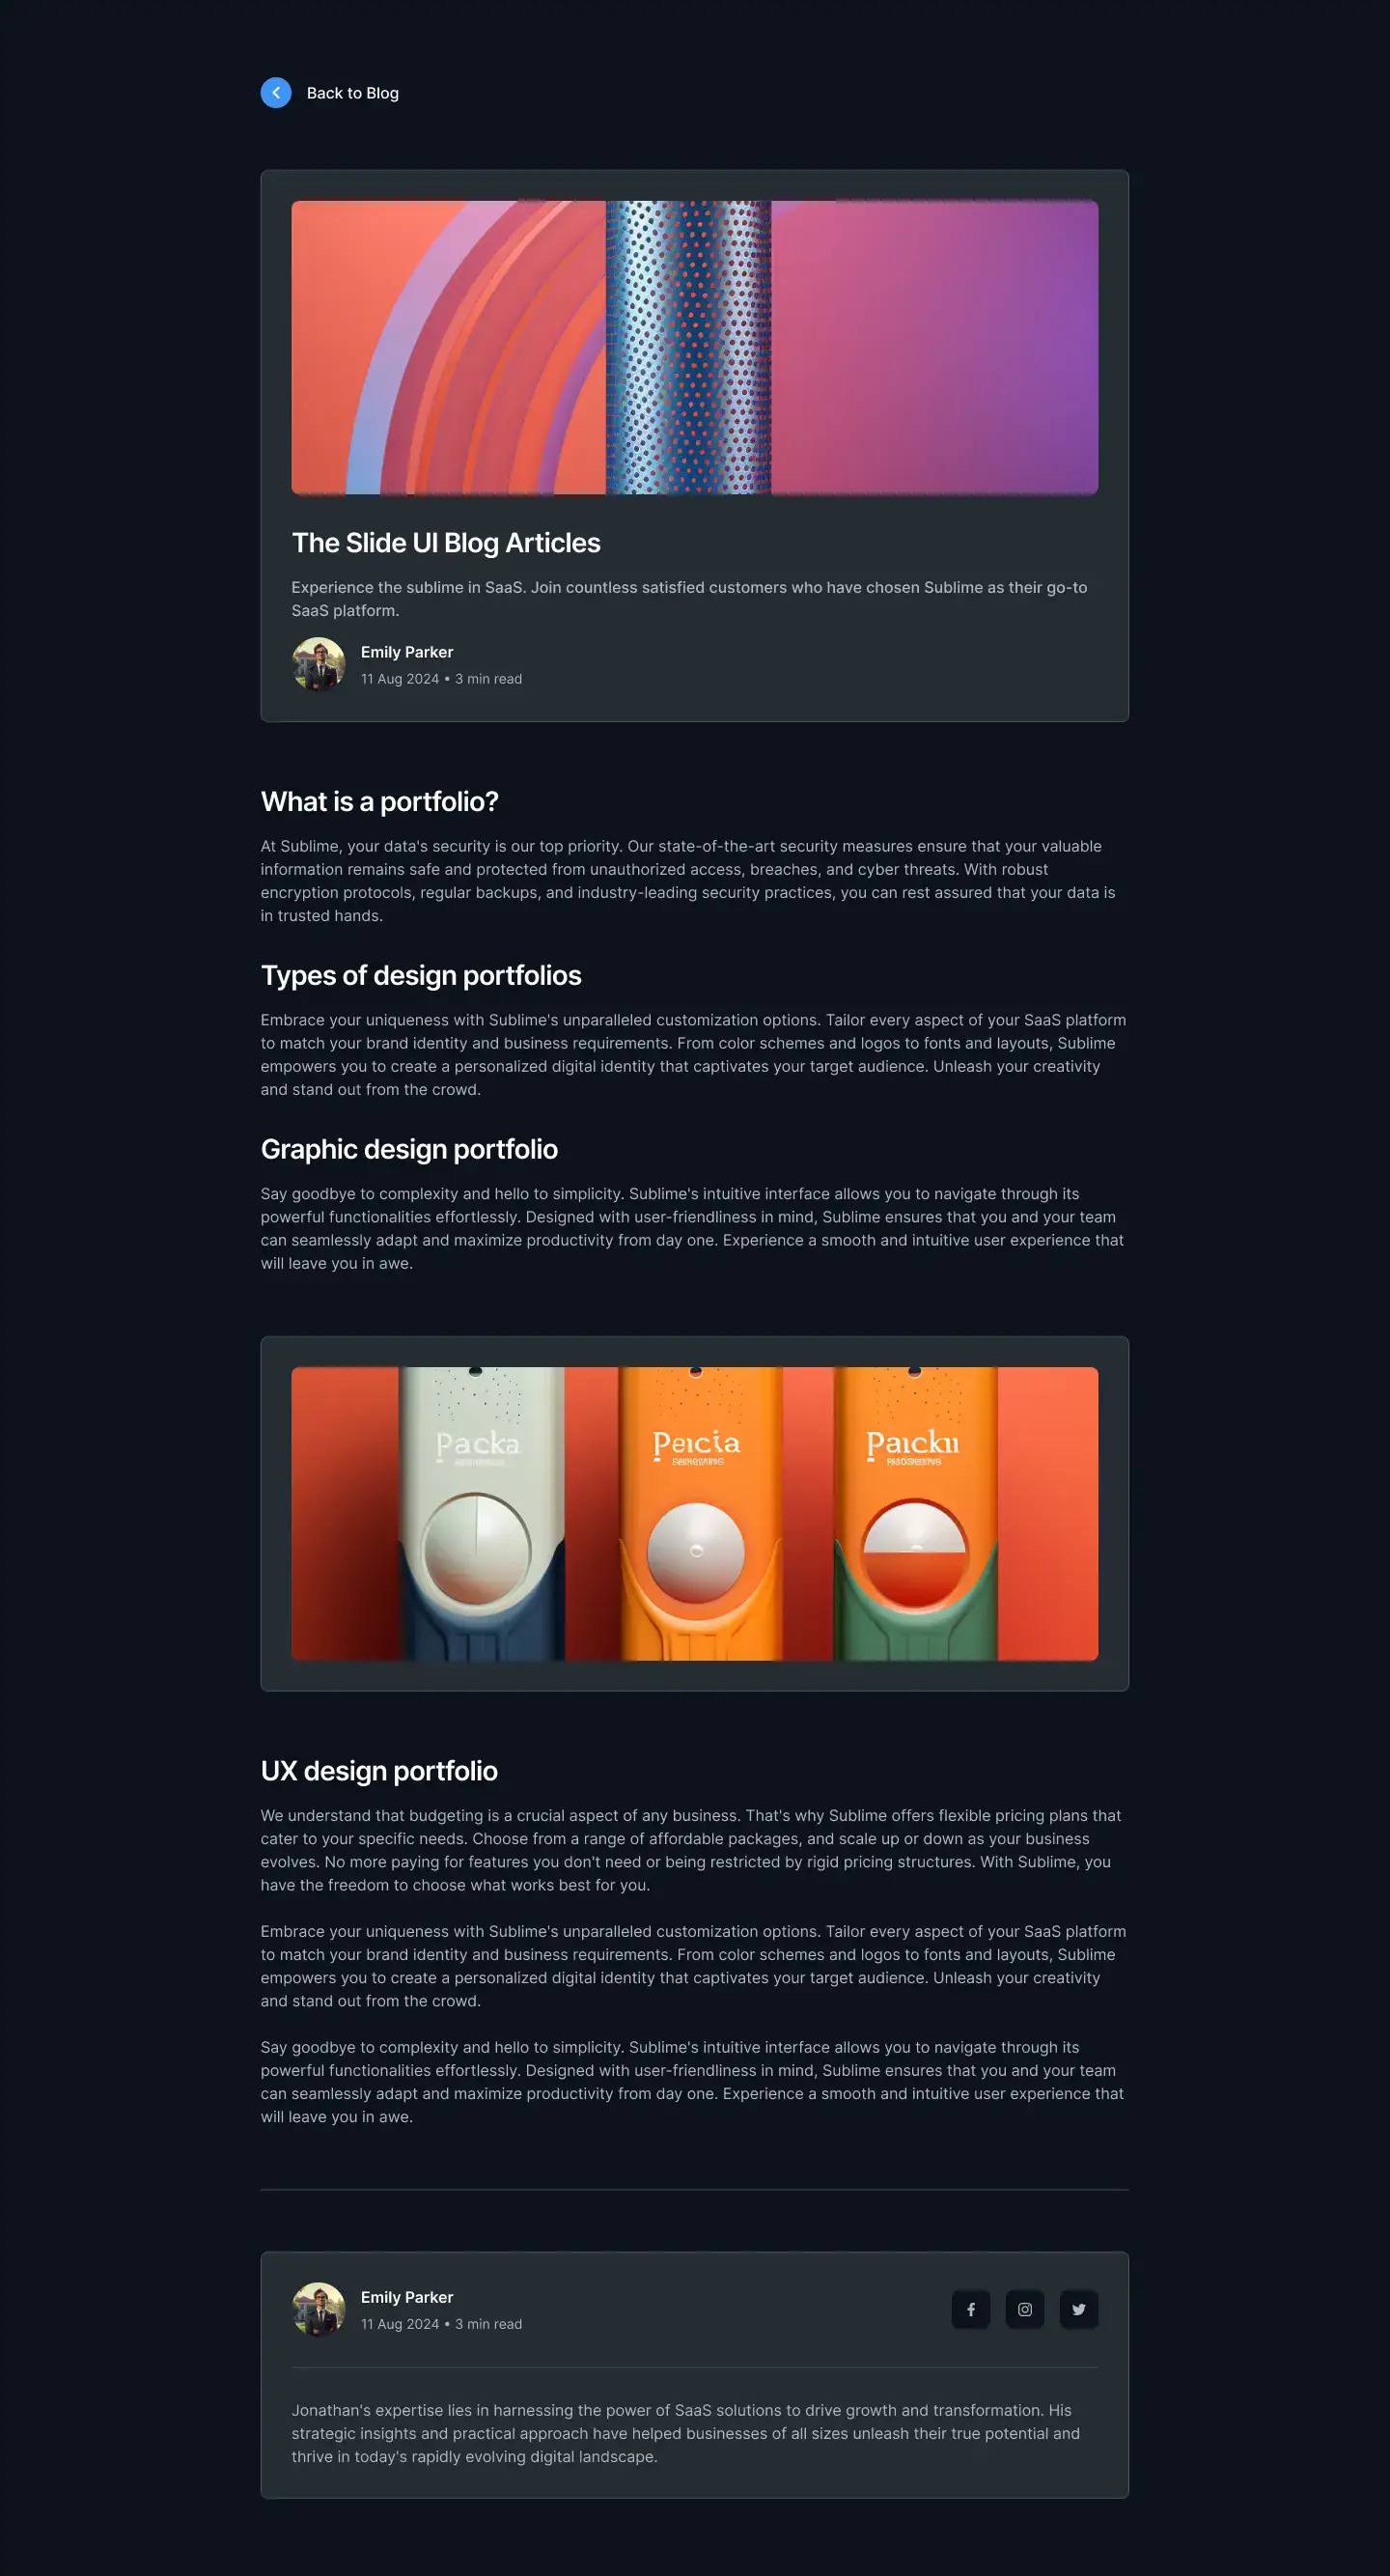 Back to Blog
The Slide UI Blog Articles
Experience the sublime in SaaS. Join countless satisfied customers who have chosen Sublime as their go-to
SaaS platform.
Emily Parker
11 Aug 2024 • 3 min read
What is a portfolio?
At Sublime, your data's security is our top priority. Our state-of-the-art security measures ensure that your valuable
information remains safe and protected from unauthorized access, breaches, and cyber threats. With robust
encryption protocols, regular backups, and industry-leading security practices, you can rest assured that your data is
in trusted hands.
Types of design portfolios
Embrace your uniqueness with Sublime's unparalleled customization options. Tailor every aspect of your SaaS platform
to match your brand identity and business requirements. From color schemes and logos to fonts and layouts, Sublime
empowers you to create a personalized digital identity that captivates your target audience. Unleash your creativity
and stand out from the crowd.
Graphic design portfolio
Say goodbye to complexity and hello to simplicity. Sublime's intuitive interface allows you to navigate through its
powerful functionalities effortlessly. Designed with user-friendliness in mind, Sublime ensures that you and your team
can seamlessly adapt and maximize productivity from day one. Experience a smooth and intuitive user experience that
will leave you in awe.
Packa
UX design portfolio
We understand that budgeting is a crucial aspect of any business. That's why Sublime offers flexible pricing plans that
cater to your specific needs. Choose from a range of affordable packages, and scale up or down as your business
evolves. No more paying for features you don't need or being restricted by rigid pricing structures. With Sublime, you
have the freedom to choose what works best for you.
Embrace your uniqueness with Sublime's unparalleled customization options. Tailor every aspect of your SaaS platform
to match your brand identity and business requirements. From color schemes and logos to fonts and layouts, Sublime
empowers you to create a personalized digital identity that captivates your target audience. Unleash your creativity
and stand out from the crowd.
Say goodbye to complexity and hello to simplicity. Sublime's intuitive interface allows you to navigate through its
powerful functionalities effortlessly. Designed with user-friendliness in mind, Sublime ensures that you and your team
can seamlessly adapt and maximize productivity from day one. Experience a smooth and intuitive user experience that
will leave you in awe.
Emily Parker
11 Aug 2024 • 3 min read
Jonathan's expertise lies in harnessing the power of SaaS solutions to drive growth and transformation. His
strategic insights and practical approach have helped businesses of all sizes unleash their true potential and
thrive in today's rapidly evolving digital landscape.